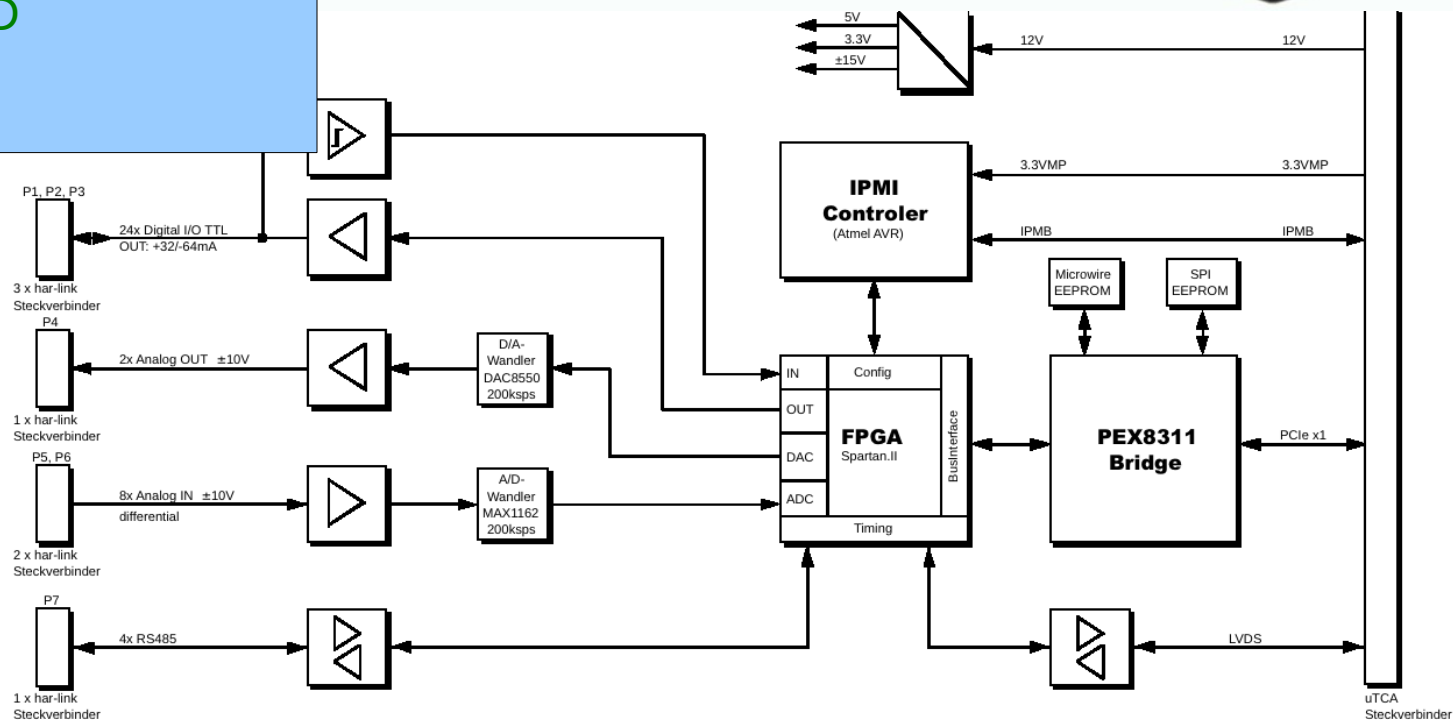 D
5V
3.3V
±15V
12V 12V
P1, P2, P3
24x Digital I/O TTL
OUT: +32/-64mA
3 x har-link
Steckverbinder
IPMI
Controler
(Atmel AVR)
3.3VMP 3.3VMP
IPMB IPMB
Microwire
EEPROM
SPI
EEPROM
P4
2x Analog OUT ±10V
1 x har-link
Steckverbinder
D/A-
Wandler
DAC8550
200ksps
IN
Config
OUT
FPGA
Spartan.II
DAC
ADC
BusInterface
Timing
PEX8311
Bridge
PCIe x1
P5, P6
8x Analog IN ±10V
differential
2 x har-link
Steckverbinder
A/D-
Wandler
MAX1162
200ksps
P7
4x RS485
1 x har-link
Steckverbinder
LVDS
uTCA
Steckverbinder